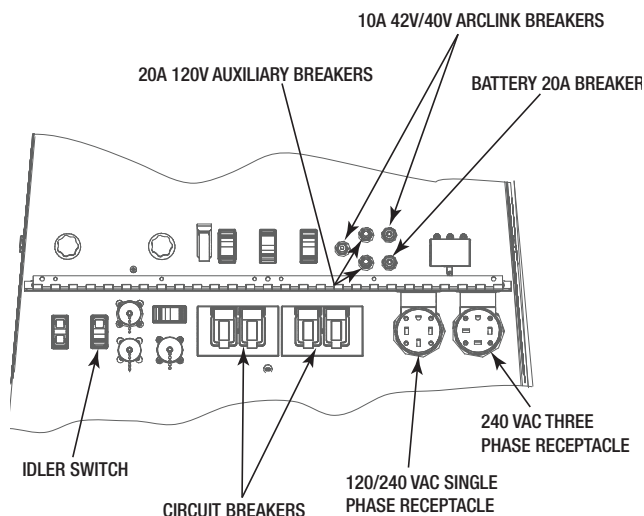 10A 42V/40V ARCLINK BREAKERS
20A 120V AUXILIARY BREAKERS
BATTERY 20A BREAKER
IDLER SWITCH
CIRCUIT BREAKERS
120/240 VAC SINGLE
PHASE RECEPTACLE
240 VAC THREE
PHASE RECEPTACLE